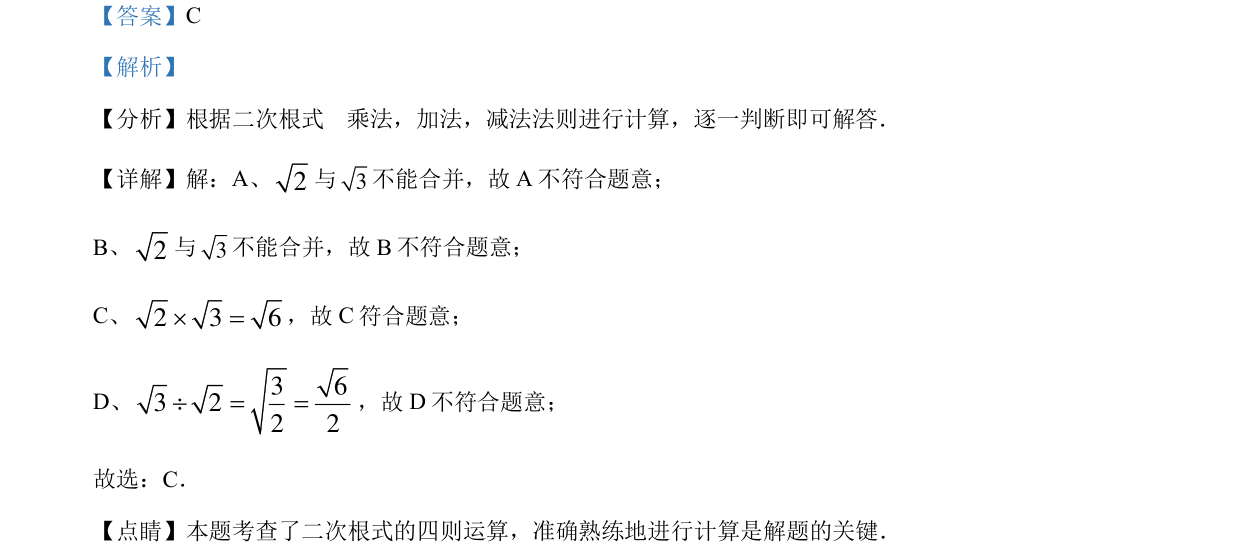 【答案】C
【解析】
【分析】根据二次根式 乘法，加法，减法法则进行计算，逐一判断即可解答．
【详解】解：A、√2 与 √3 不能合并，故 A 不符合题意；
B、√2 与 √3 不能合并，故 B 不符合题意；
C、√2 × √3 = √6，故 C 符合题意；
D、√3 ÷ √2 = √(3/2) = √6/2，故 D 不符合题意；
故选：C．
【点睛】本题考查了二次根式的四则运算，准确熟练地进行计算是解题的关键．